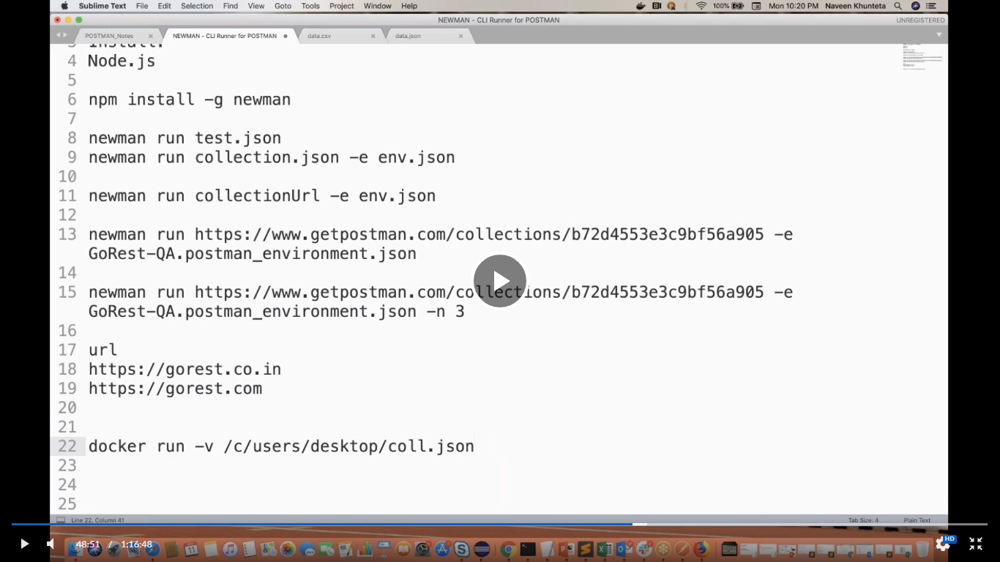 Sublime Text File Edit Selection Find View Goto Tools Project Window Help 100% Mon 10:20 PM Naveen Khunteta
NEWMAN - CLI Runner for POSTMAN UNREGISTERED
POSTMAN_Notes NEWMAN - CLI Runner for POSTMAN data.csv data.json
3 Install:
4 Node.js
5
6 npm install -g newman
7
8 newman run test.json
9 newman run collection.json -e env.json
10
11 newman run collectionUrl -e env.json
12
13 newman run https://www.getpostman.com/collections/b72d4553e3c9bf56a905 -e
GoRest-QA.postman_environment.json
14
15 newman run https://www.getpostman.com/collections/b72d4553e3c9bf56a905 -e
GoRest-QA.postman_environment.json -n 3
16
17 url
18 https://gorest.co.in
19 https://gorest.com
20
21
22 docker run -v /c/users/desktop/coll.json
23
24
25
Line 22, Column 41 Tab Size: 4 Plain Text
48:51 / 1:16:48 HD